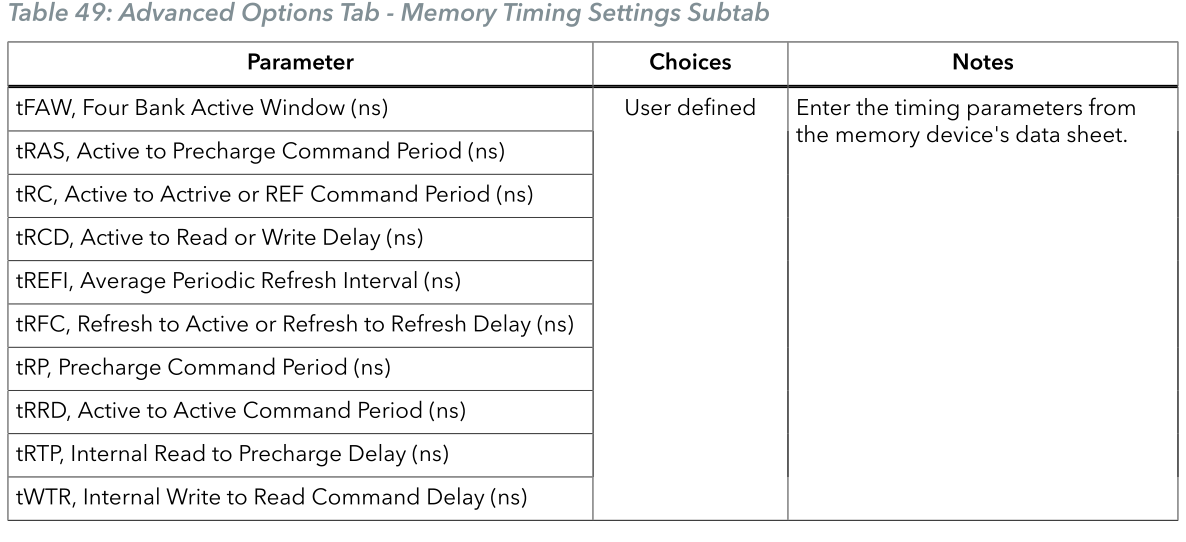 Table 49: Advanced Options Tab - Memory Timing Settings Subtab
Parameter Choices Notes
tFAW, Four Bank Active Window (ns) User defined Enter the timing parameters from
the memory device's data sheet.
tRAS, Active to Precharge Command Period (ns)
tRC, Active to Actrive or REF Command Period (ns)
tRCD, Active to Read or Write Delay (ns)
tREFI, Average Periodic Refresh Interval (ns)
tRFC, Refresh to Active or Refresh to Refresh Delay (ns)
tRP, Precharge Command Period (ns)
tRRD, Active to Active Command Period (ns)
tRTP, Internal Read to Precharge Delay (ns)
tWTR, Internal Write to Read Command Delay (ns)